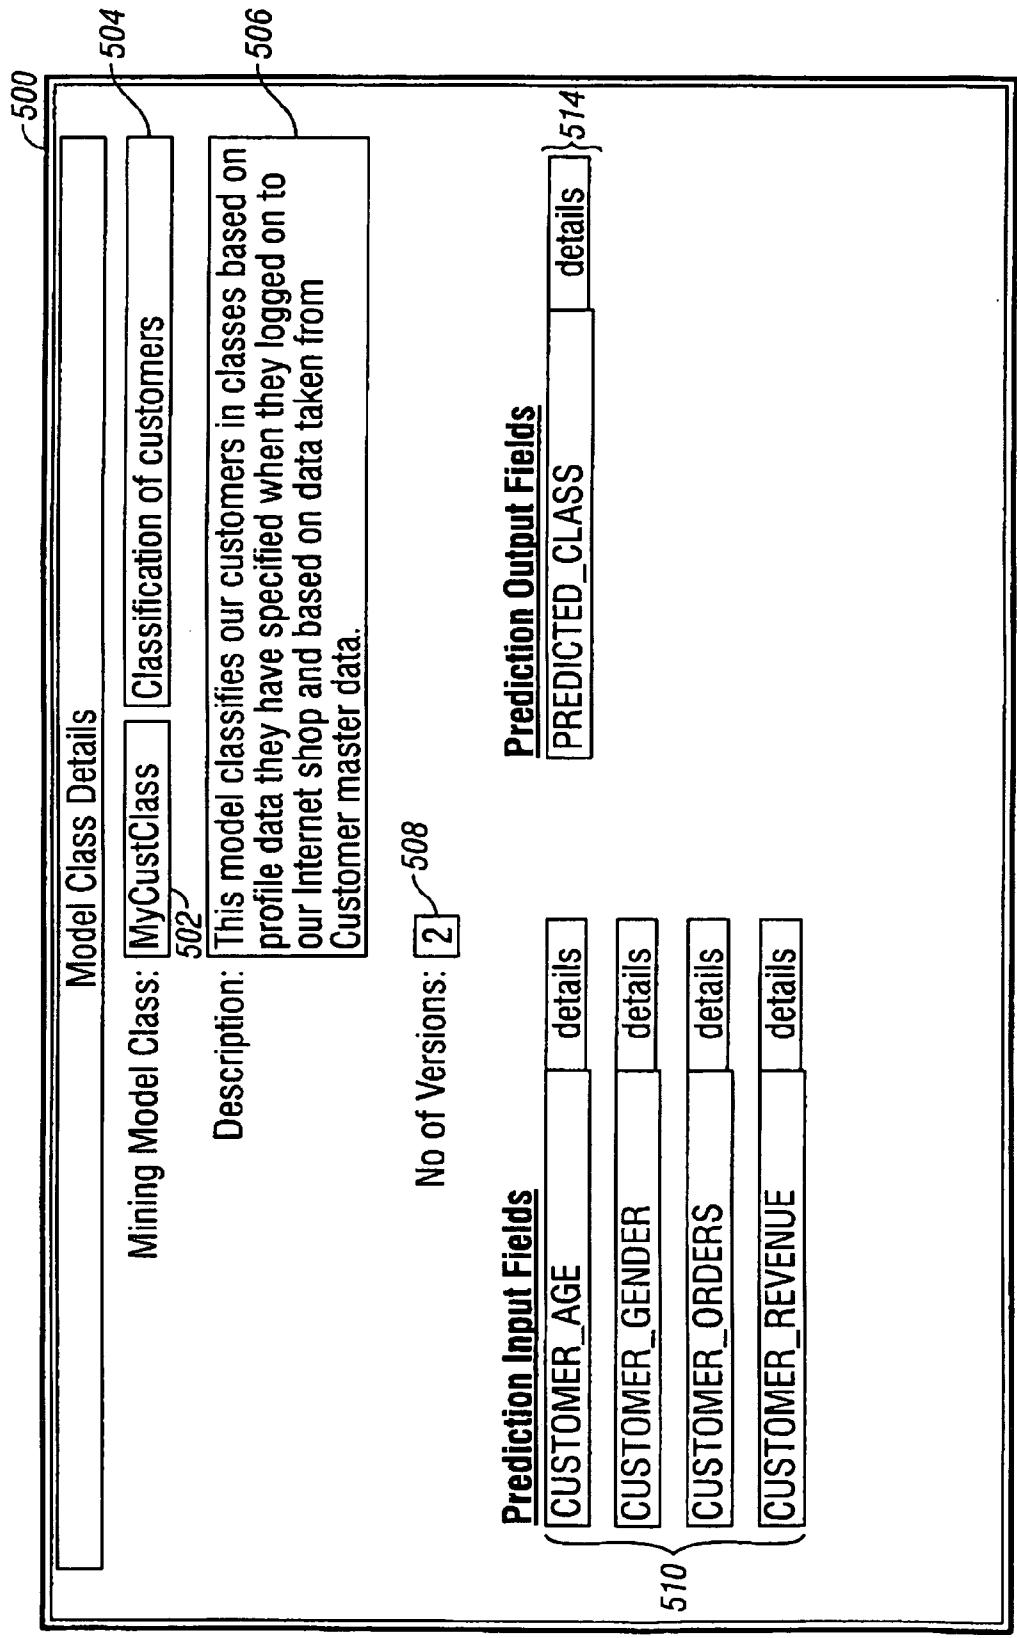 500
Model Class Details
Mining Model Class: MyCustClass Classification of customers
504
502
Description: This model classifies our customers in classes based on
profile data they have specified when they logged on to
our Internet shop and based on data taken from
Customer master data.
506
No of Versions: 2
508
Prediction Input Fields
Prediction Output Fields
CUSTOMER_AGE details
PREDICTED_CLASS details
514
CUSTOMER_GENDER details
CUSTOMER_ORDERS details
CUSTOMER_REVENUE details
510